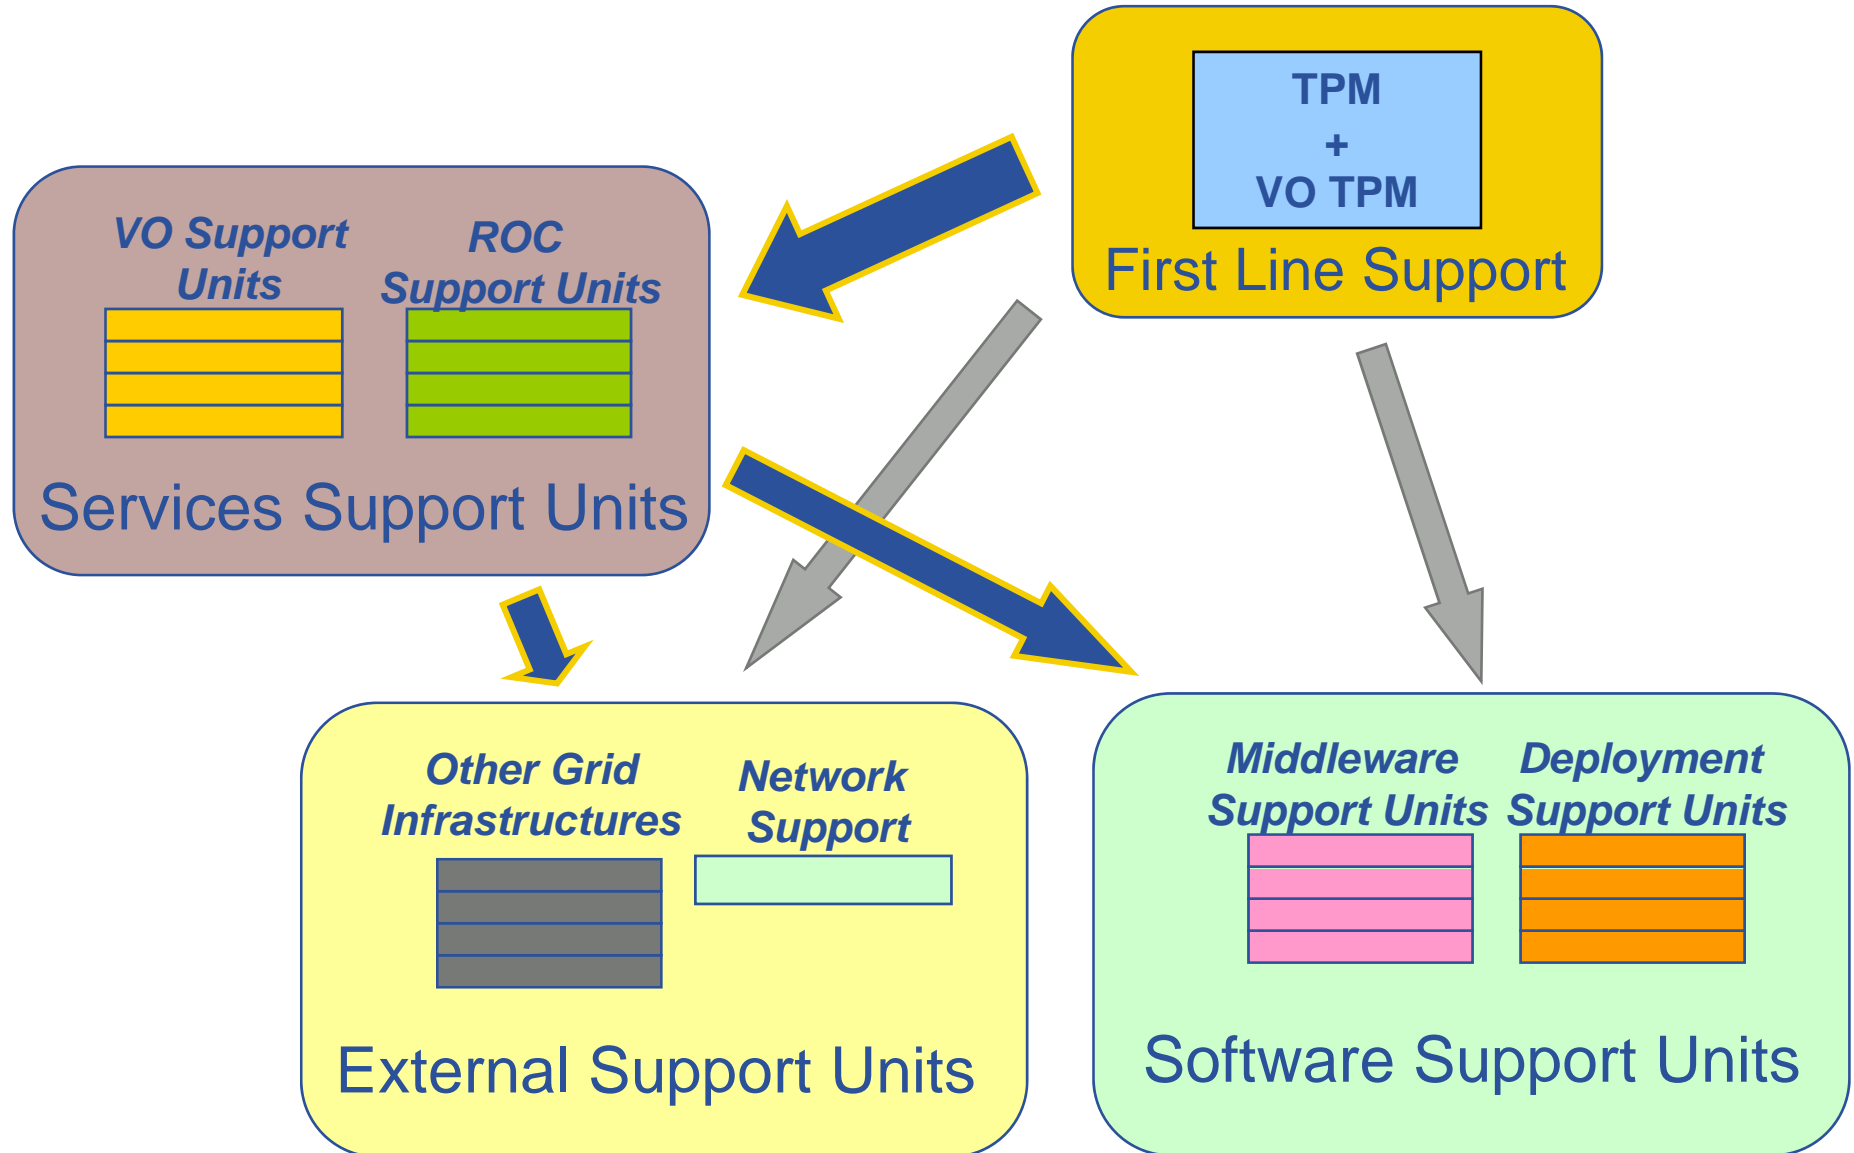 TPM
+
VO TPM
First Line Support
VO Support
Units
ROC
Support Units
Services Support Units
Other Grid
Infrastructures
Network
Support
External Support Units
Middleware
Support Units
Deployment
Support Units
Software Support Units